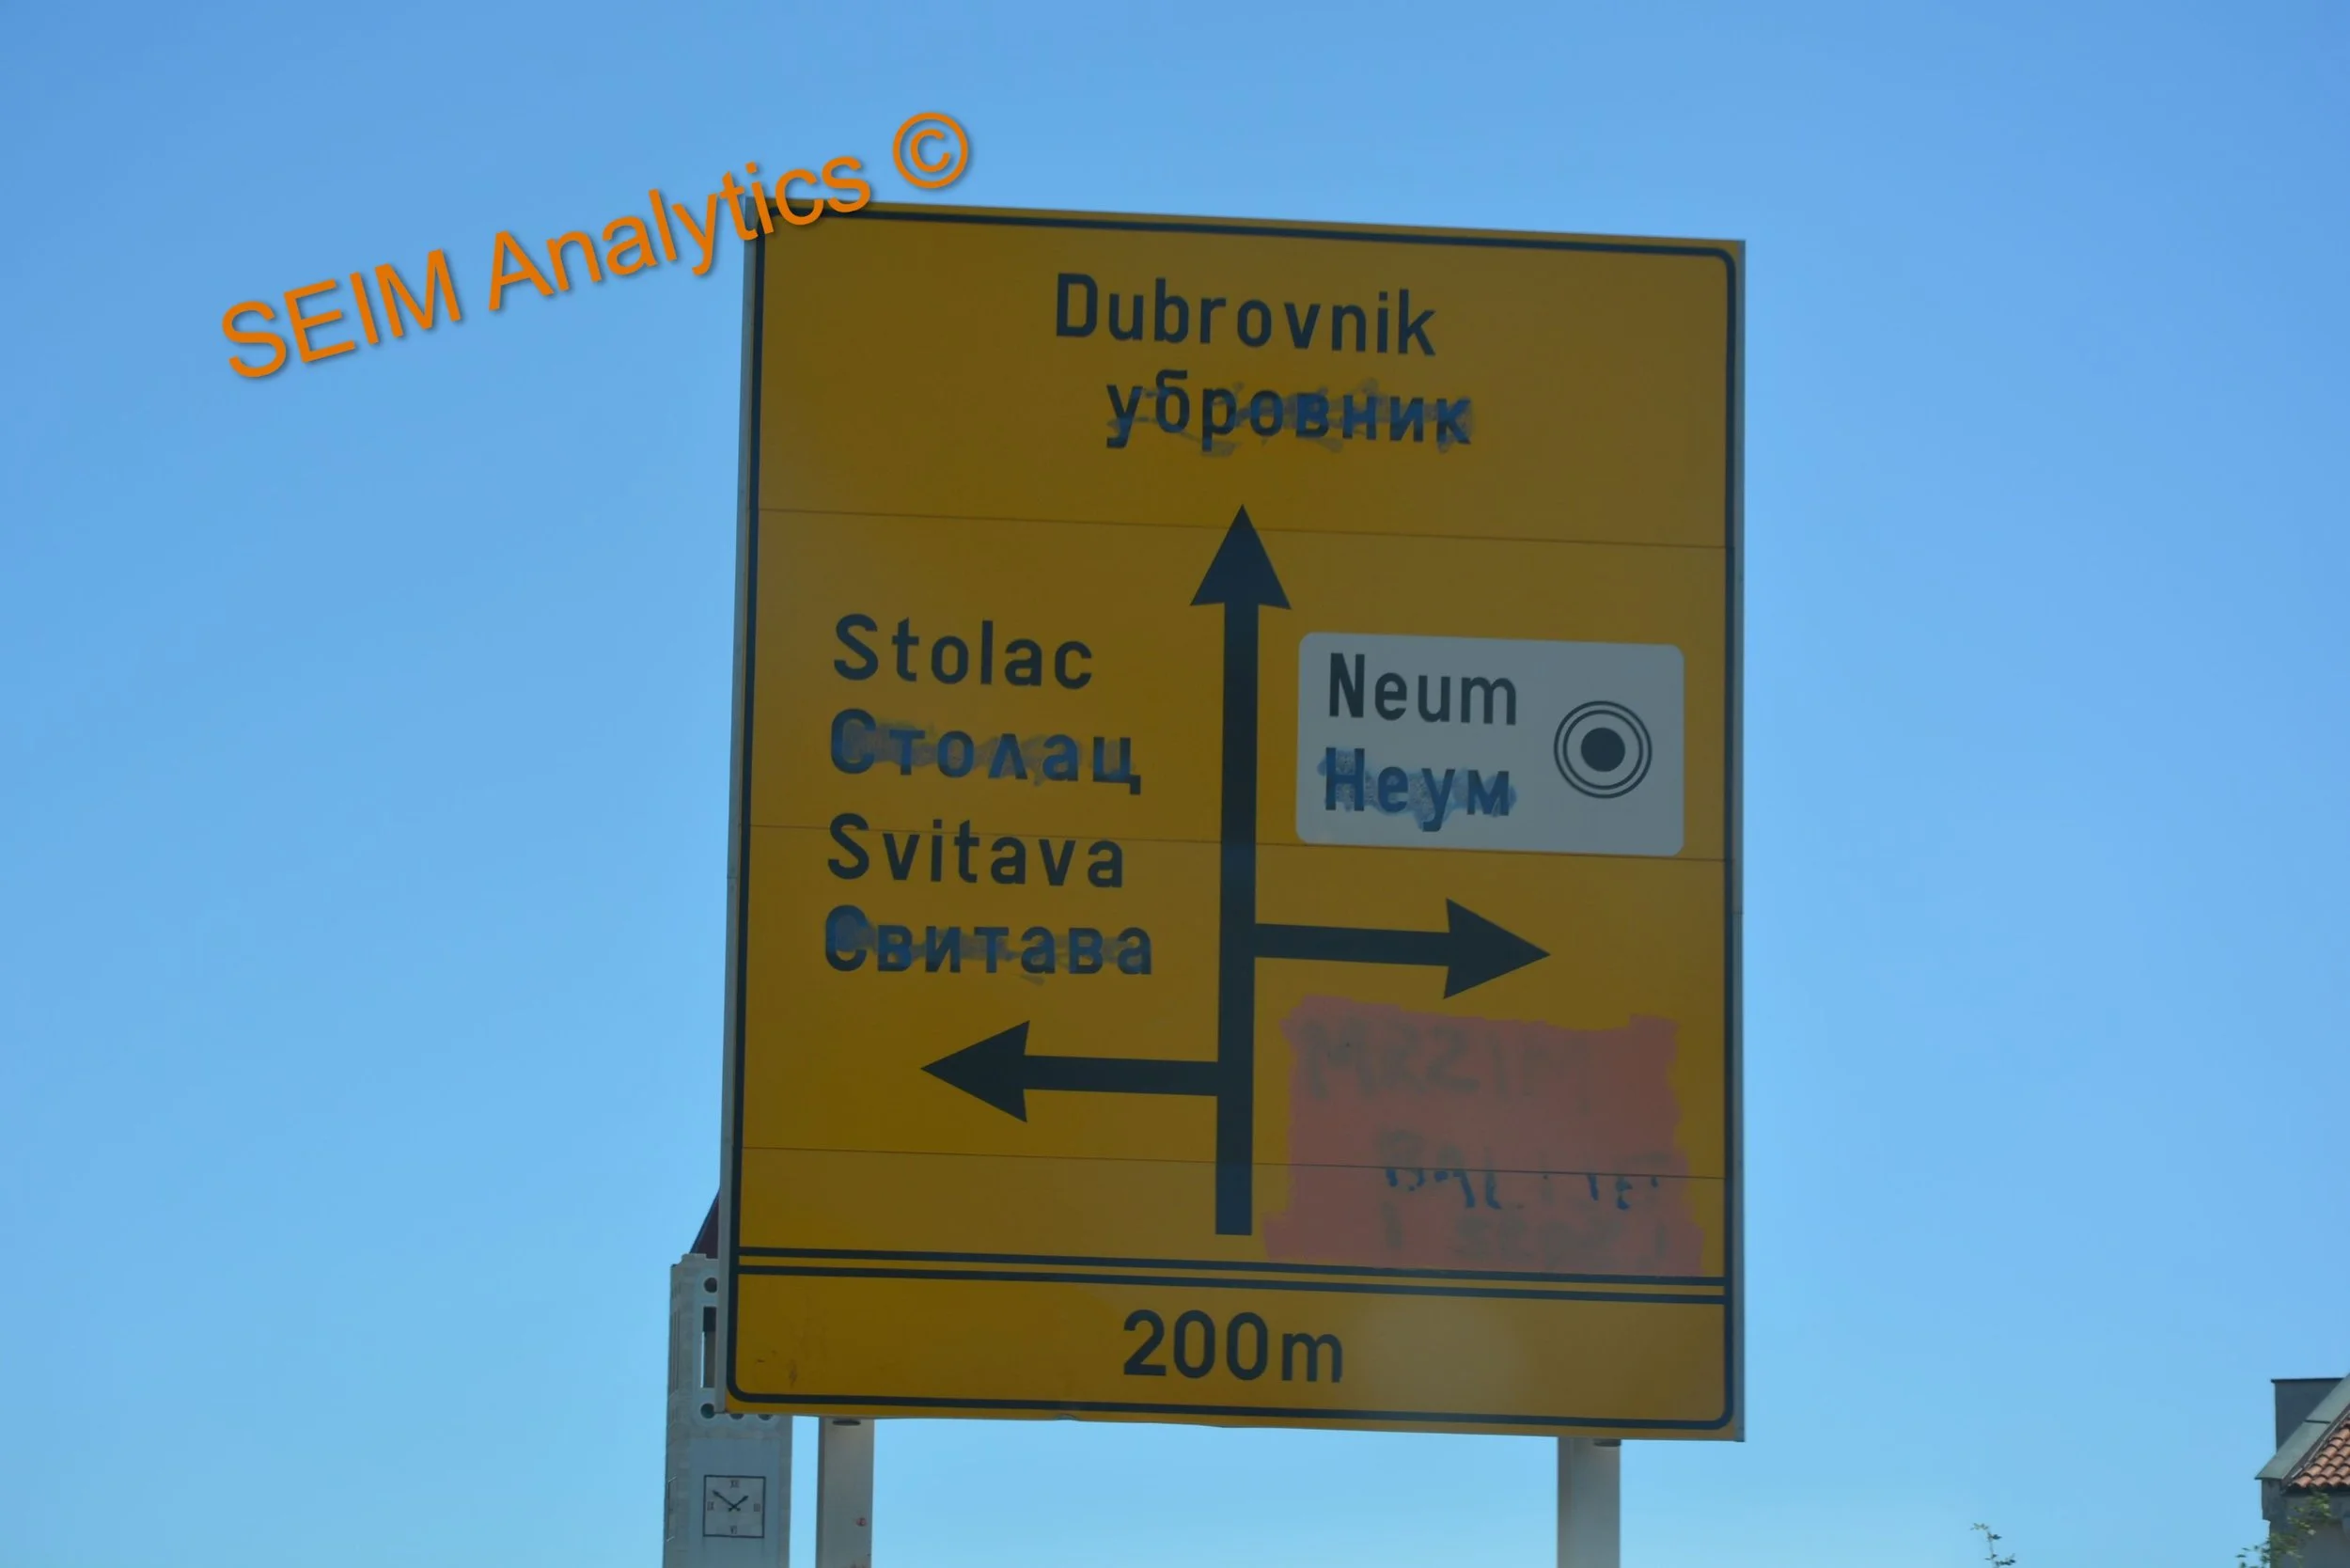 SEIM Analytics ©
Dubrovnik
убровник
Stolac
Столац
Svitava
Свитава
Neum
Неум
200m